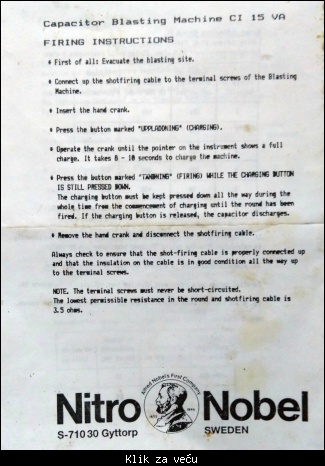 Capacitor Blasting Machine CI 15 VA
FIRING INSTRUCTIONS
* First of all: Evacuate the blasting site.
* Connect up the shotfiring cable to the terminal screws of the Blasting
Machine.
* Insert the hand crank.
* Press the button marked "UPPLADDNING" (CHARGING).
* Operate the crank until the pointer on the instrument shows a full
charge. It takes 8 - 10 seconds to charge the machine.
* Press the button marked "TÄNDNING" (FIRING) WHILE THE CHARGING BUTTON
IS STILL PRESSED DOWN.
The charging button must be kept pressed down all the way during the
whole time from the commencement of charging until the round has been
fired. If the charging button is released, the capacitor discharges.
* Remove the hand crank and disconnect the shotfiring cable.
Always check to ensure that the shot-firing cable is properly connected up
and that the insulation on the cable is in good condition all the way up
to the terminal screws.
NOTE. The terminal screws must never be short-circuited.
The lowest permissible resistance in the round and shotfiring cable is
3.5 ohms.
Alfred Nobel's First Company
Nitro Nobel
S-710 30 Gyttorp SWEDEN
Klik za veču